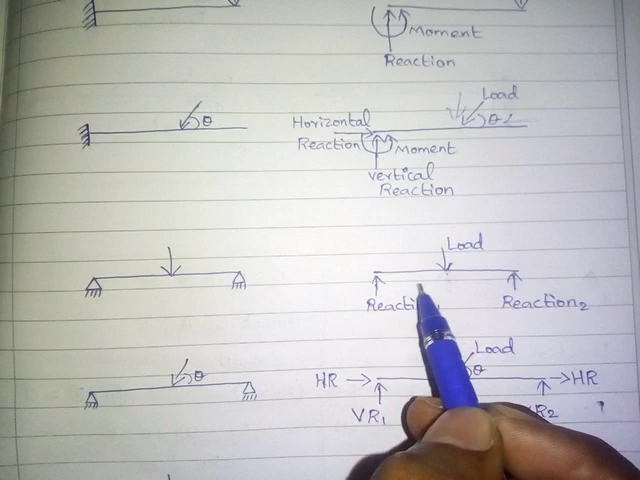 Moment
Reaction
θ
Horizontal
Reaction
Load
θ
Moment
Vertical
Reaction
Load
Reaction₂
θ
Load
θ
HR
HR
VR₁